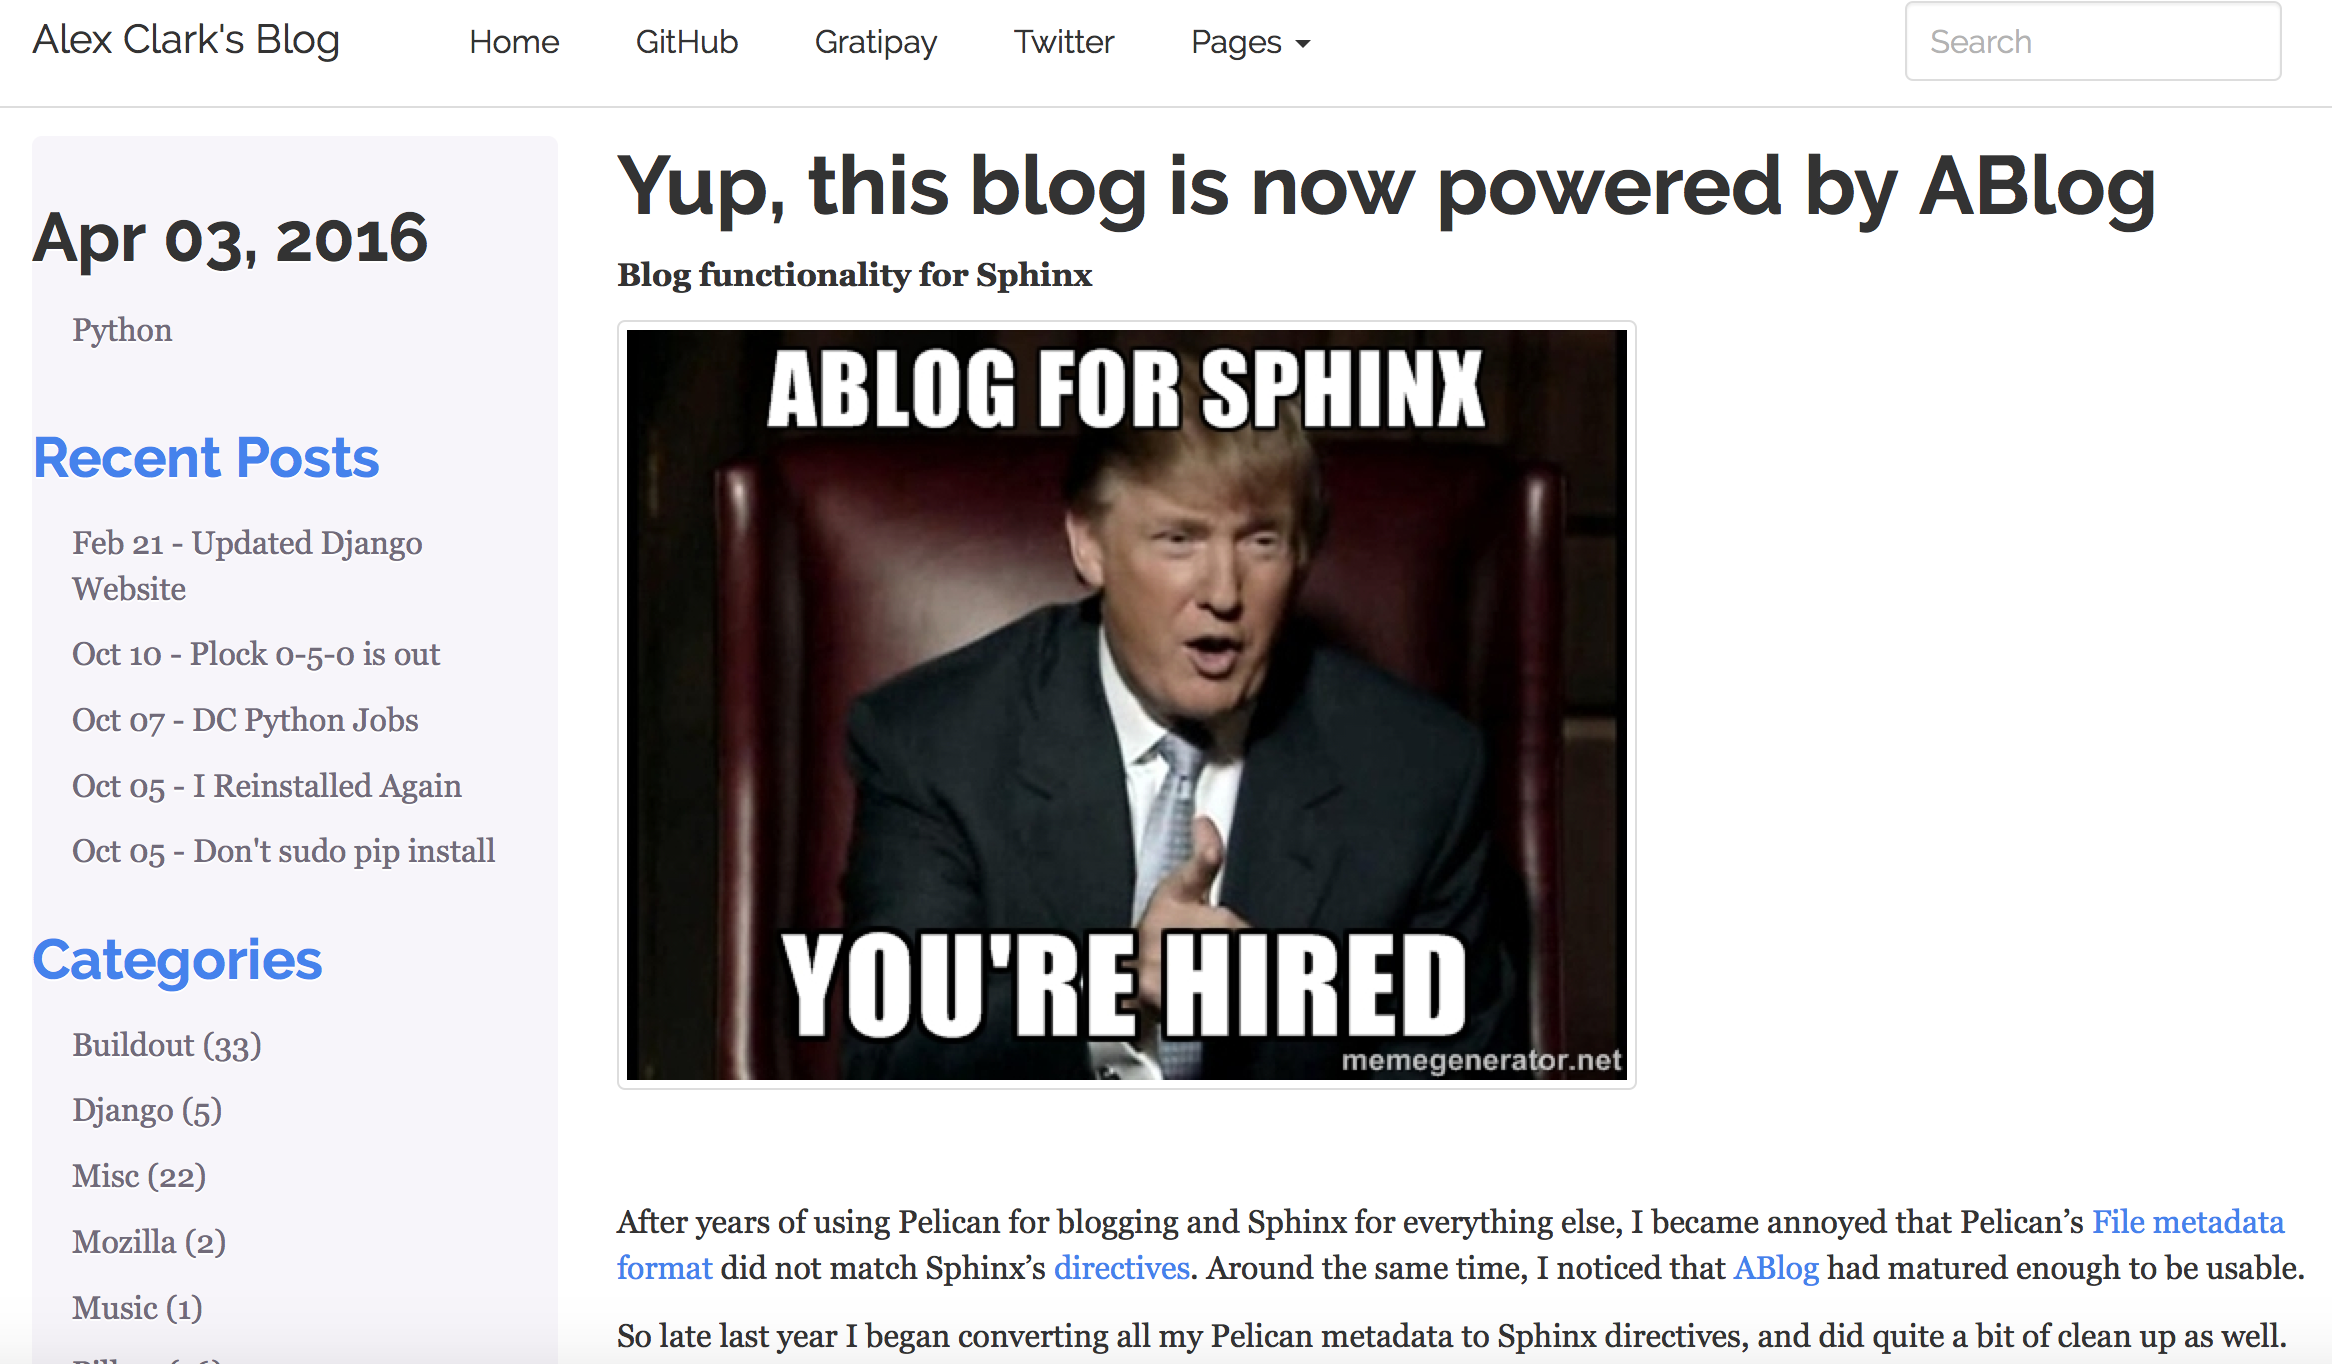 Alex Clark's Blog
Home
GitHub
Gratipay
Twitter
Pages
Search
Apr 03, 2016
Python
Recent Posts
Feb 21 - Updated Django
Website
Oct 10 - Plock 0-5-0 is out
Oct 07 - DC Python Jobs
Oct 05 - I Reinstalled Again
Oct 05 - Don't sudo pip install
Categories
Buildout (33)
Django (5)
Misc (22)
Mozilla (2)
Music (1)
Yup, this blog is now powered by ABlog
Blog functionality for Sphinx
ABLOG FOR SPHINX
YOU'RE HIRED
memegenerator.net
After years of using Pelican for blogging and Sphinx for everything else, I became annoyed that Pelican’s File metadata
format did not match Sphinx’s directives. Around the same time, I noticed that ABlog had matured enough to be usable.
So late last year I began converting all my Pelican metadata to Sphinx directives, and did quite a bit of clean up as well.